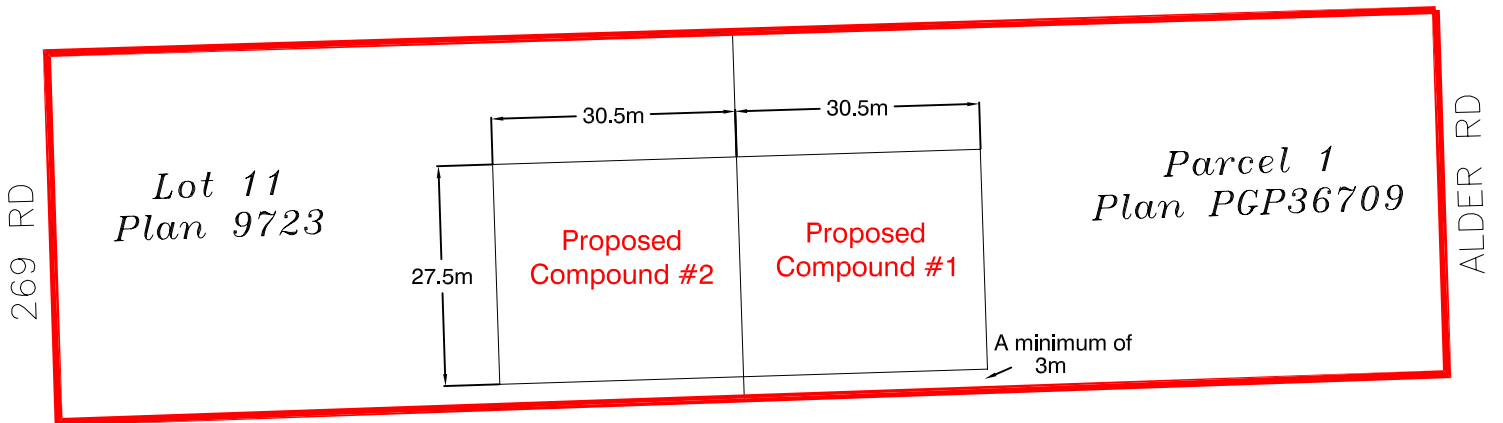 269 RD
Lot 11
Plan 9723
30.5m
30.5m
27.5m
Proposed
Compound #2
Proposed
Compound #1
A minimum of
3m
Parcel 1
Plan PGP36709
ALDER RD